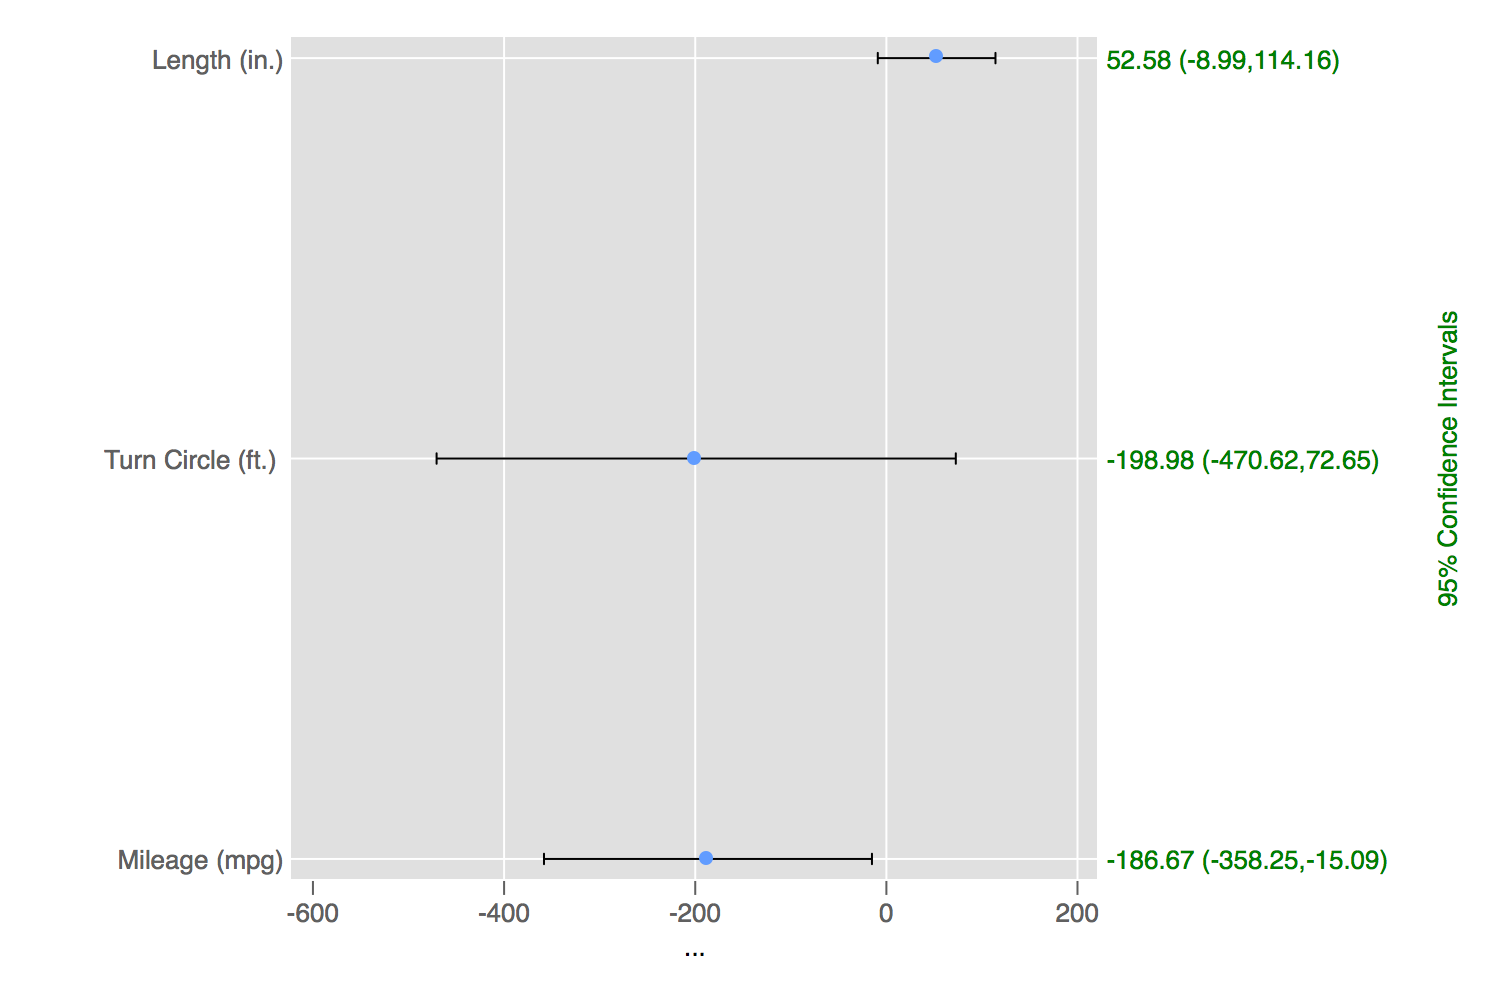 Length (in.)
52.58 (-8.99,114.16)
Turn Circle (ft.)
-198.98 (-470.62,72.65)
Mileage (mpg)
-186.67 (-358.25,-15.09)
95% Confidence Intervals
-600 -400 -200 0 200
...